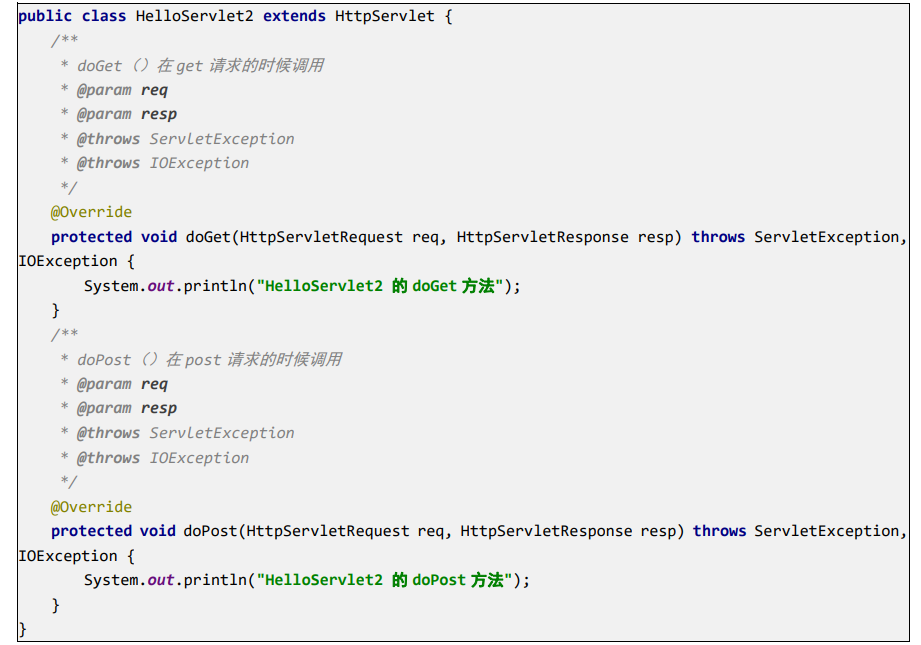 public class HelloServlet2 extends HttpServlet {
/**
* doGet（）在 get 请求的时候调用
* @param req
* @param resp
* @throws ServletException
* @throws IOException
*/
@Override
protected void doGet(HttpServletRequest req, HttpServletResponse resp) throws ServletException,
IOException {
System.out.println("HelloServlet2 的 doGet 方法");
}
/**
* doPost（）在 post 请求的时候调用
* @param req
* @param resp
* @throws ServletException
* @throws IOException
*/
@Override
protected void doPost(HttpServletRequest req, HttpServletResponse resp) throws ServletException,
IOException {
System.out.println("HelloServlet2 的 doPost 方法");
}
}